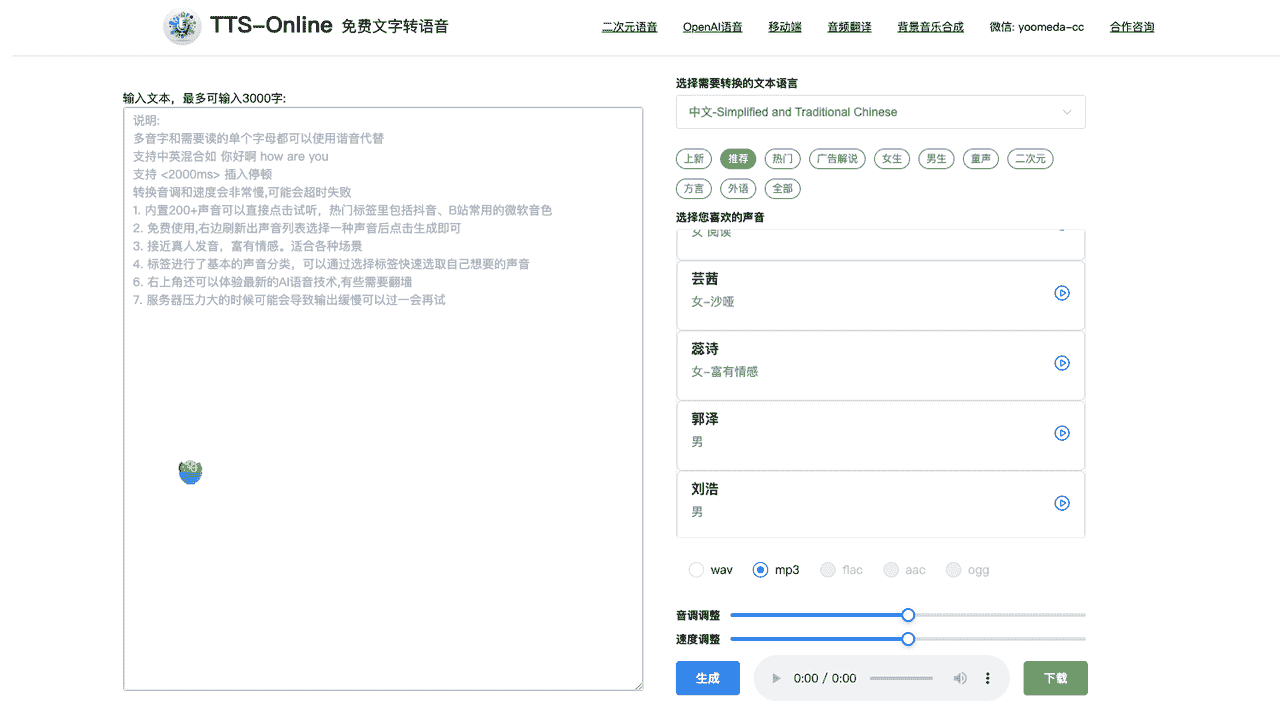 TTS-Online 免费文字转语音
二次元语音 OpenAI语音 移动端 音频翻译 背景音乐合成 微信: yoomeda-cc 合作咨询
输入文本，最多可输入3000字:
说明:
多音字和需要读的单个字母都可以使用谐音代替
支持中英混合如 你好啊 how are you
支持 <2000ms> 插入停顿
转换音调和速度会非常慢,可能会超时失败
1. 内置200+声音可以直接点击试听，热门标签里包括抖音、B站常用的微软音色
2. 免费使用,右边刷新出声音列表选择一种声音后点击生成即可
3. 接近真人发音，富有情感。适合各种场景
4. 标签进行了基本的声音分类，可以通过选择标签快速选取自己想要的声音
6. 右上角还可以体验最新的AI语音技术,有些需要翻墙
7. 服务器压力大的时候可能会导致输出缓慢可以过一会再试
选择需要转换的文本语言
中文-Simplified and Traditional Chinese
上新 推荐 热门 广告解说 女生 男生 童声 二次元
方言 外语 全部
选择您喜欢的声音
女 阅读
芸茜
女-沙哑
蕊诗
女-富有情感
郭泽
男
刘浩
男
wav mp3 flac aac ogg
音调调整
速度调整
生成 0:00 / 0:00 下载